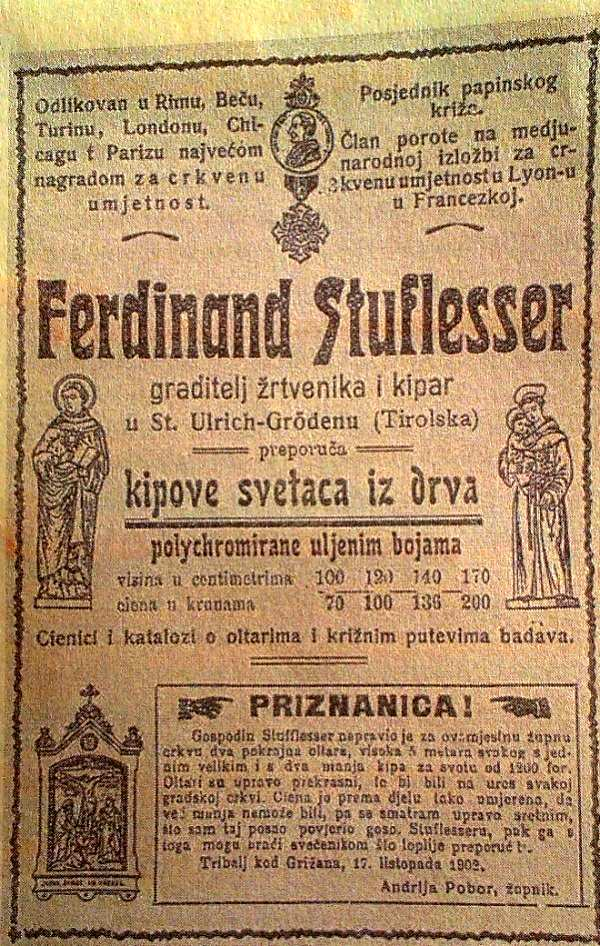 Odlikovan u Rimu, Beču,
Turinu, Londonu, Chi-
cagu i Parizu najvećom
nagradom za crkvenu
umjetnost.
Posjednik papinskog
križa.
Član porote na medju-
narodnoj izložbi za cr-
kvenu umjetnost u Lyon-u
u Francezkoj.
Ferdinand Stuflesser
graditelj žrtvenika i kipar
u St. Ulrich-Grödenu (Tirolska)
preporuča
kipove svetaca iz drva
polychromirane uljenim bojama
visina u centimetrima 100 120 140 170
ciena u krunama 70 100 136 200
Cienici i katalozi o oltarima i križnim putevima badava.
PRIZNANICA!
Gospodin Stufflesser napravio je za ovomjesinu župnu
crkvu dva pokrajna oltara, visoka 5 metara svakog s jed-
nim velikim i s dva manja kipa za svotu od 1200 for.
Oltari su upravo prekrasni, te bi bili na ures svakoj
gradskoj crkvi. Ciena je prema djelu tako umjerena, da
već manja nemože biti, pa se smatram upravo sretnim,
što sam taj posao povjerio gosp. Stuflesseru, pak ga s
toga mogu braći svećenikom što toplije preporuč t.
Tribalj kod Grižana, 17. listopada 1902.
Andrija Pobor, župnik.